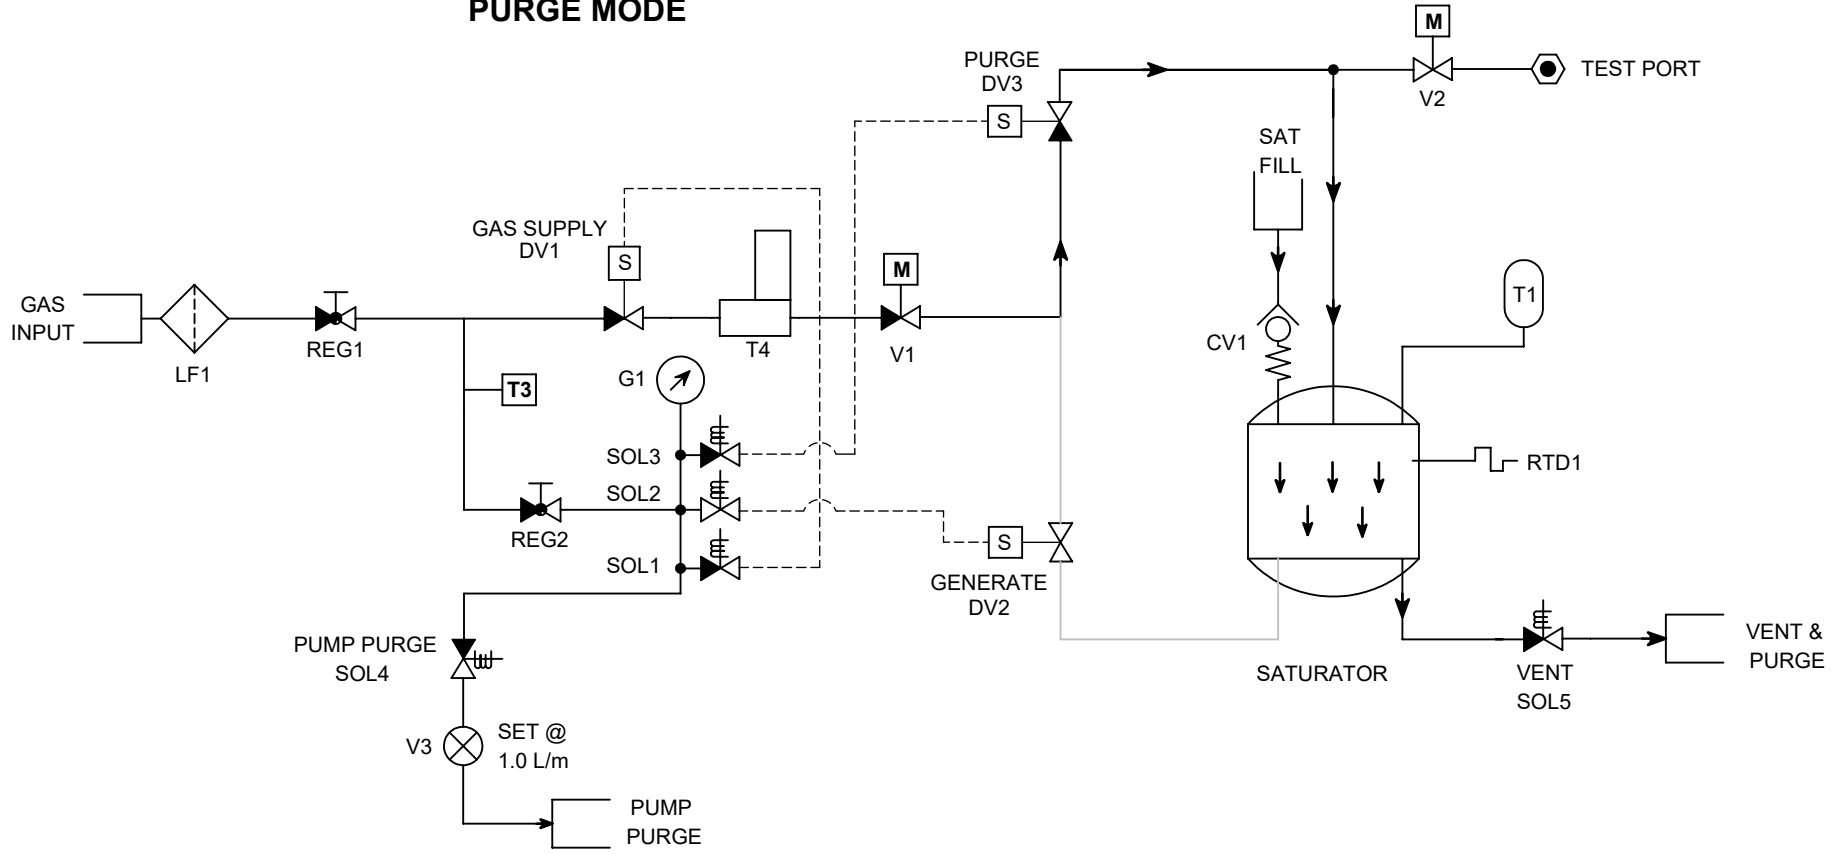 PURGE MODE
M
V2
TEST PORT
PURGE
DV3
S
SAT
FILL
GAS SUPPLY
DV1
S
M
V1
T4
GAS
INPUT
LF1
REG1
T3
G1
CV1
T1
SOL3
SOL2
SOL1
REG2
RTD1
S
GENERATE
DV2
PUMP PURGE
SOL4
SATURATOR
VENT
SOL5
VENT &
PURGE
V3
SET @
1.0 L/m
PUMP
PURGE